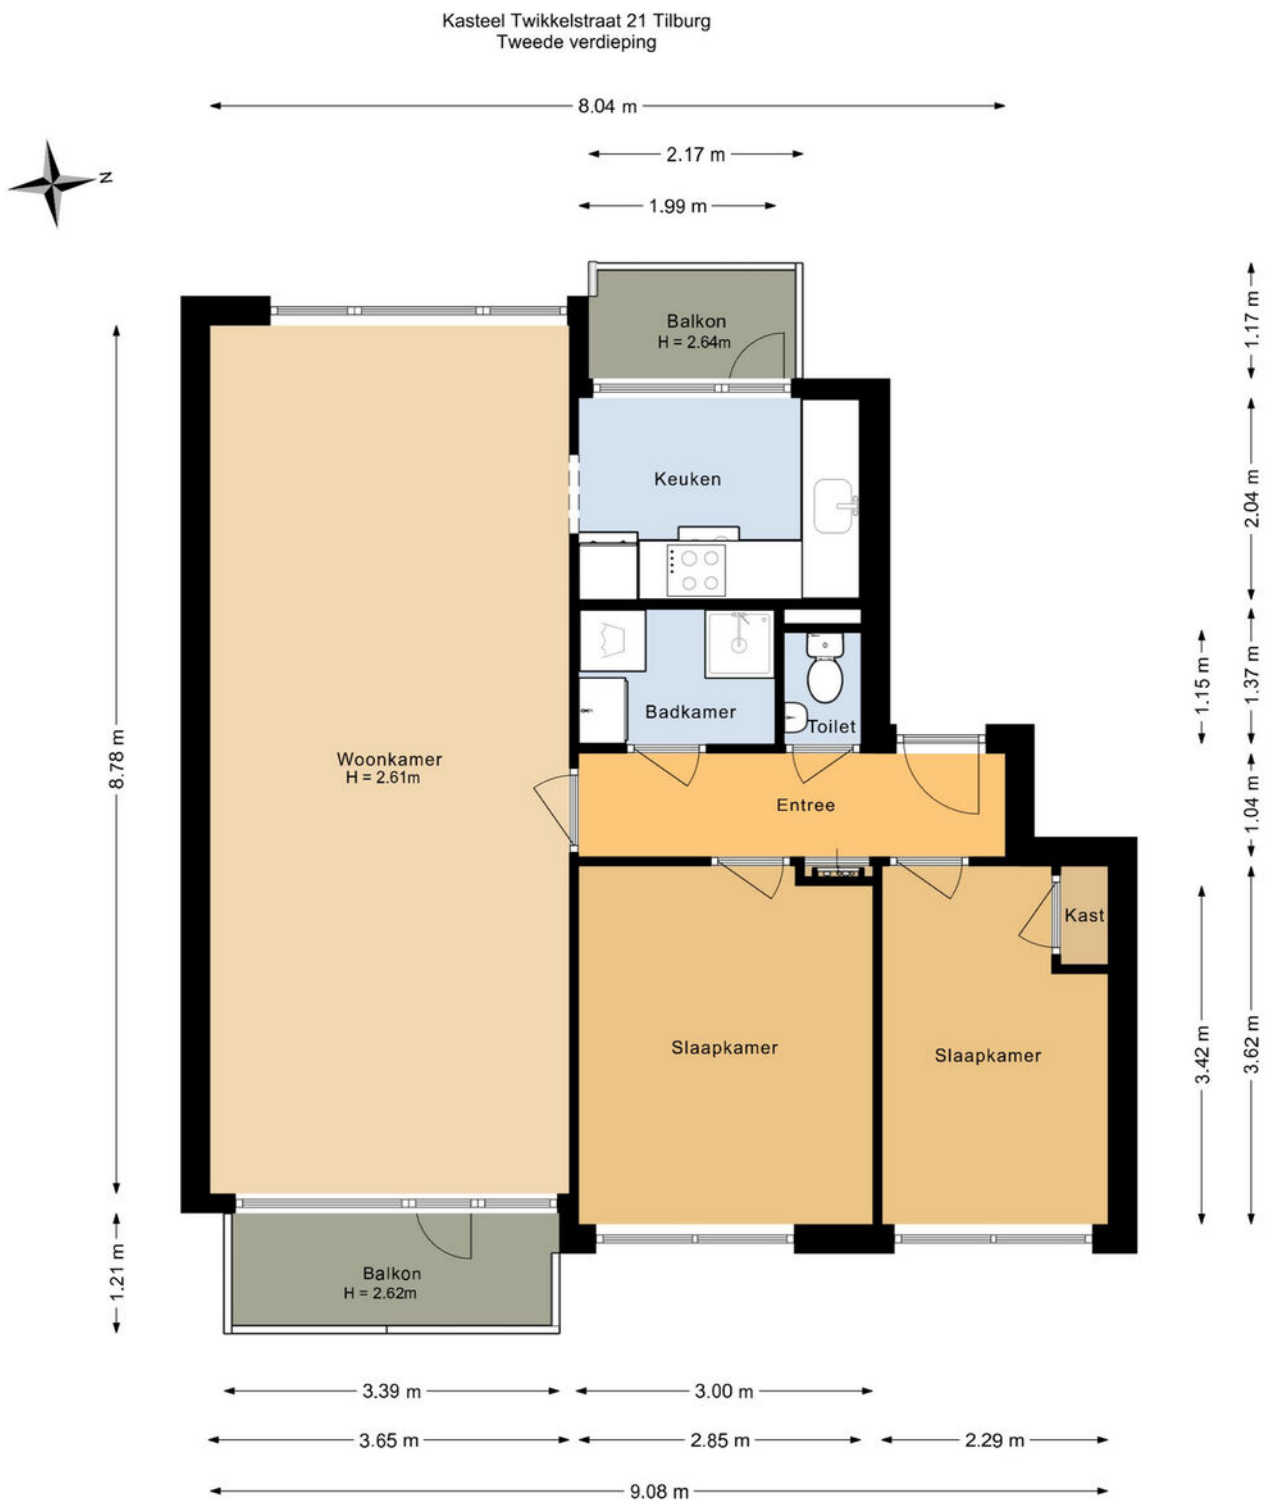 Kasteel Twikkelstraat 21 Tilburg
Tweede verdieping
8.04 m
2.17 m
1.99 m
N
Balkon
H = 2.64m
1.17 m
Keuken
2.04 m
1.15 m
1.37 m
Badkamer
Toilet
Woonkamer
H = 2.61m
8.78 m
Entree
1.04 m
Kast
Slaapkamer
Slaapkamer
3.42 m
3.62 m
Balkon
H = 2.62m
1.21 m
3.39 m
3.00 m
3.65 m
2.85 m
2.29 m
9.08 m